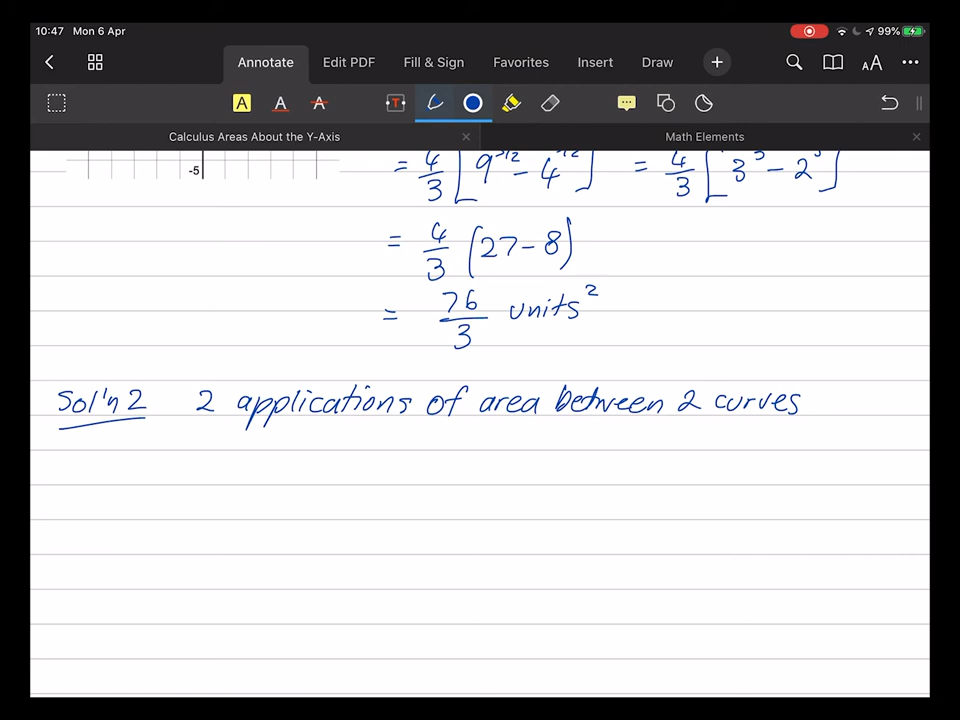 10:47 Mon 6 Apr 99%
Annotate Edit PDF Fill & Sign Favorites Insert Draw + AA
A A A T
Calculus Areas About the Y-Axis × Math Elements ×
-5 = 4/3 [9^3/2 - 4^3/2] = 4/3 [3^3 - 2^3]
= 4/3 (27-8)
= 76/3 units²
Sol'n 2 2 applications of area between 2 curves